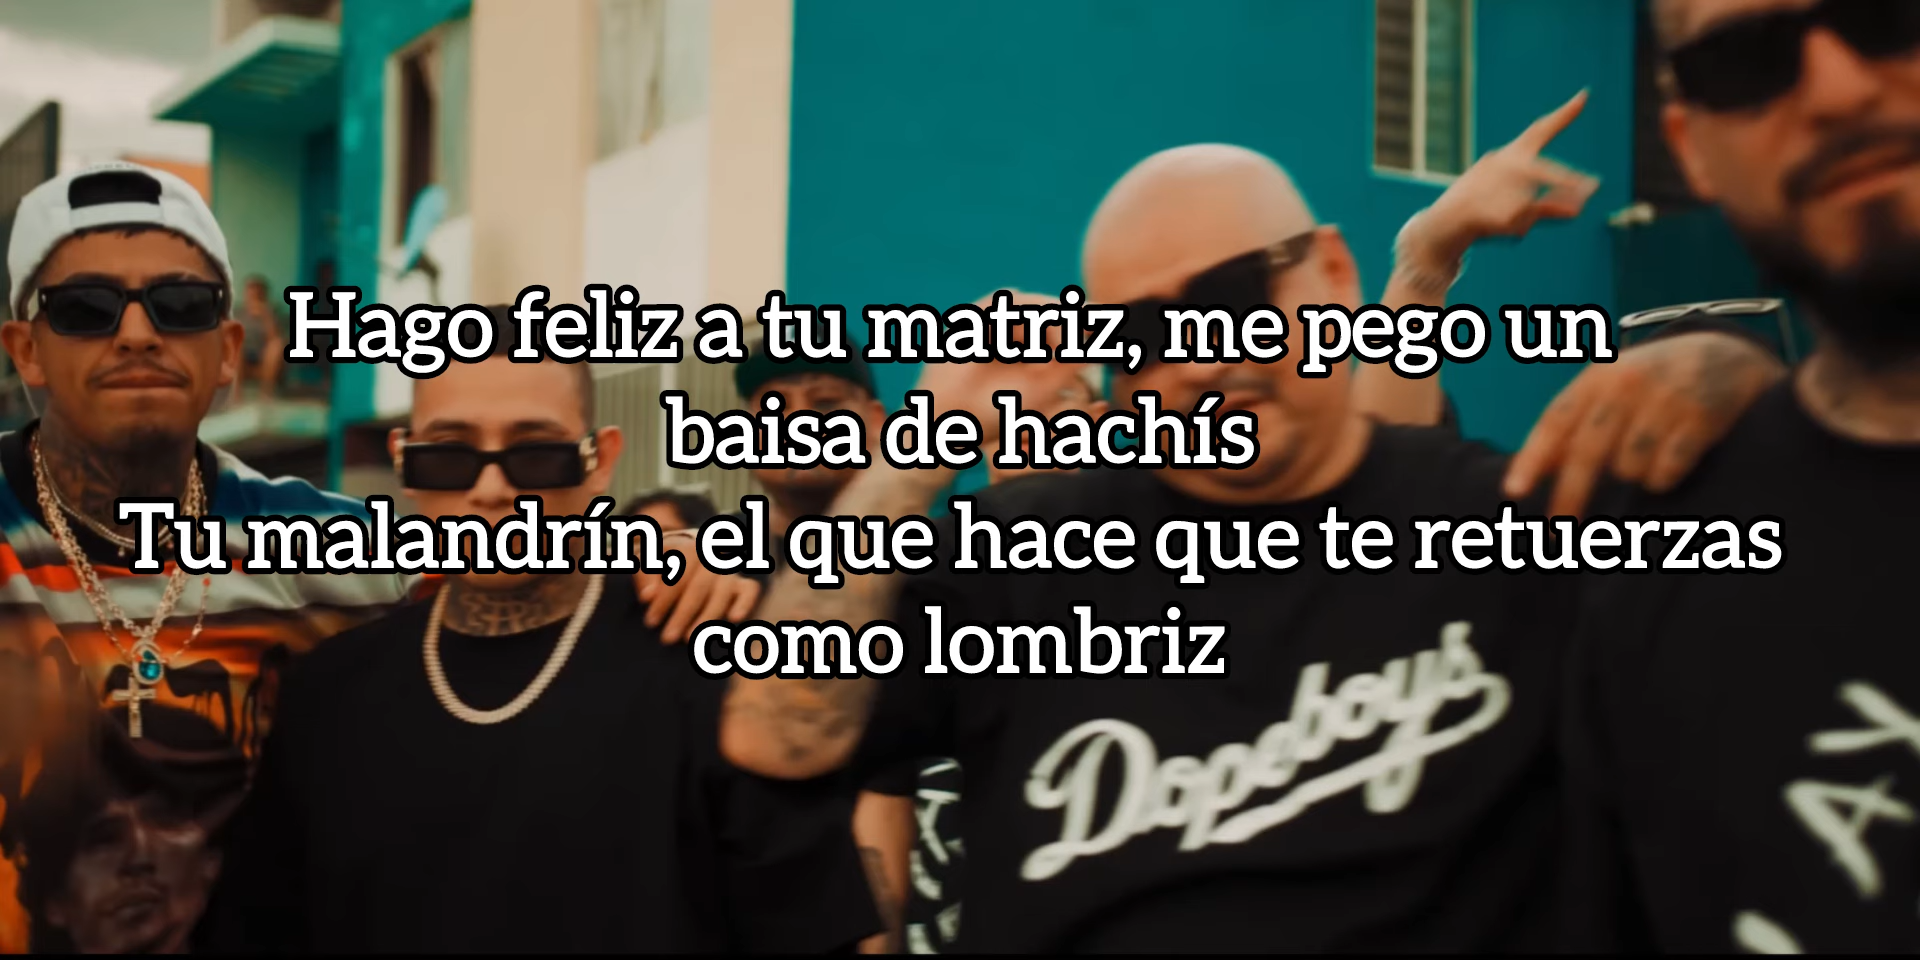 Hago feliz a tu matriz, me pego un
baisa de hachís
Tu malandrín, el que hace que te retuerzas
como lombriz
Dopeboys